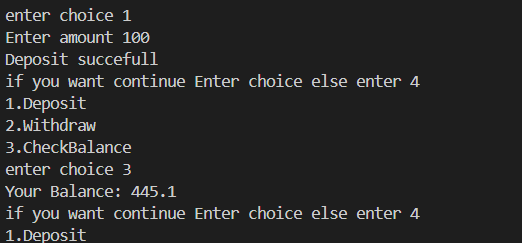 enter choice 1
Enter amount 100
Deposit succefull
if you want continue Enter choice else enter 4
1.Deposit
2.Withdraw
3.CheckBalance
enter choice 3
Your Balance: 445.1
if you want continue Enter choice else enter 4
1.Deposit